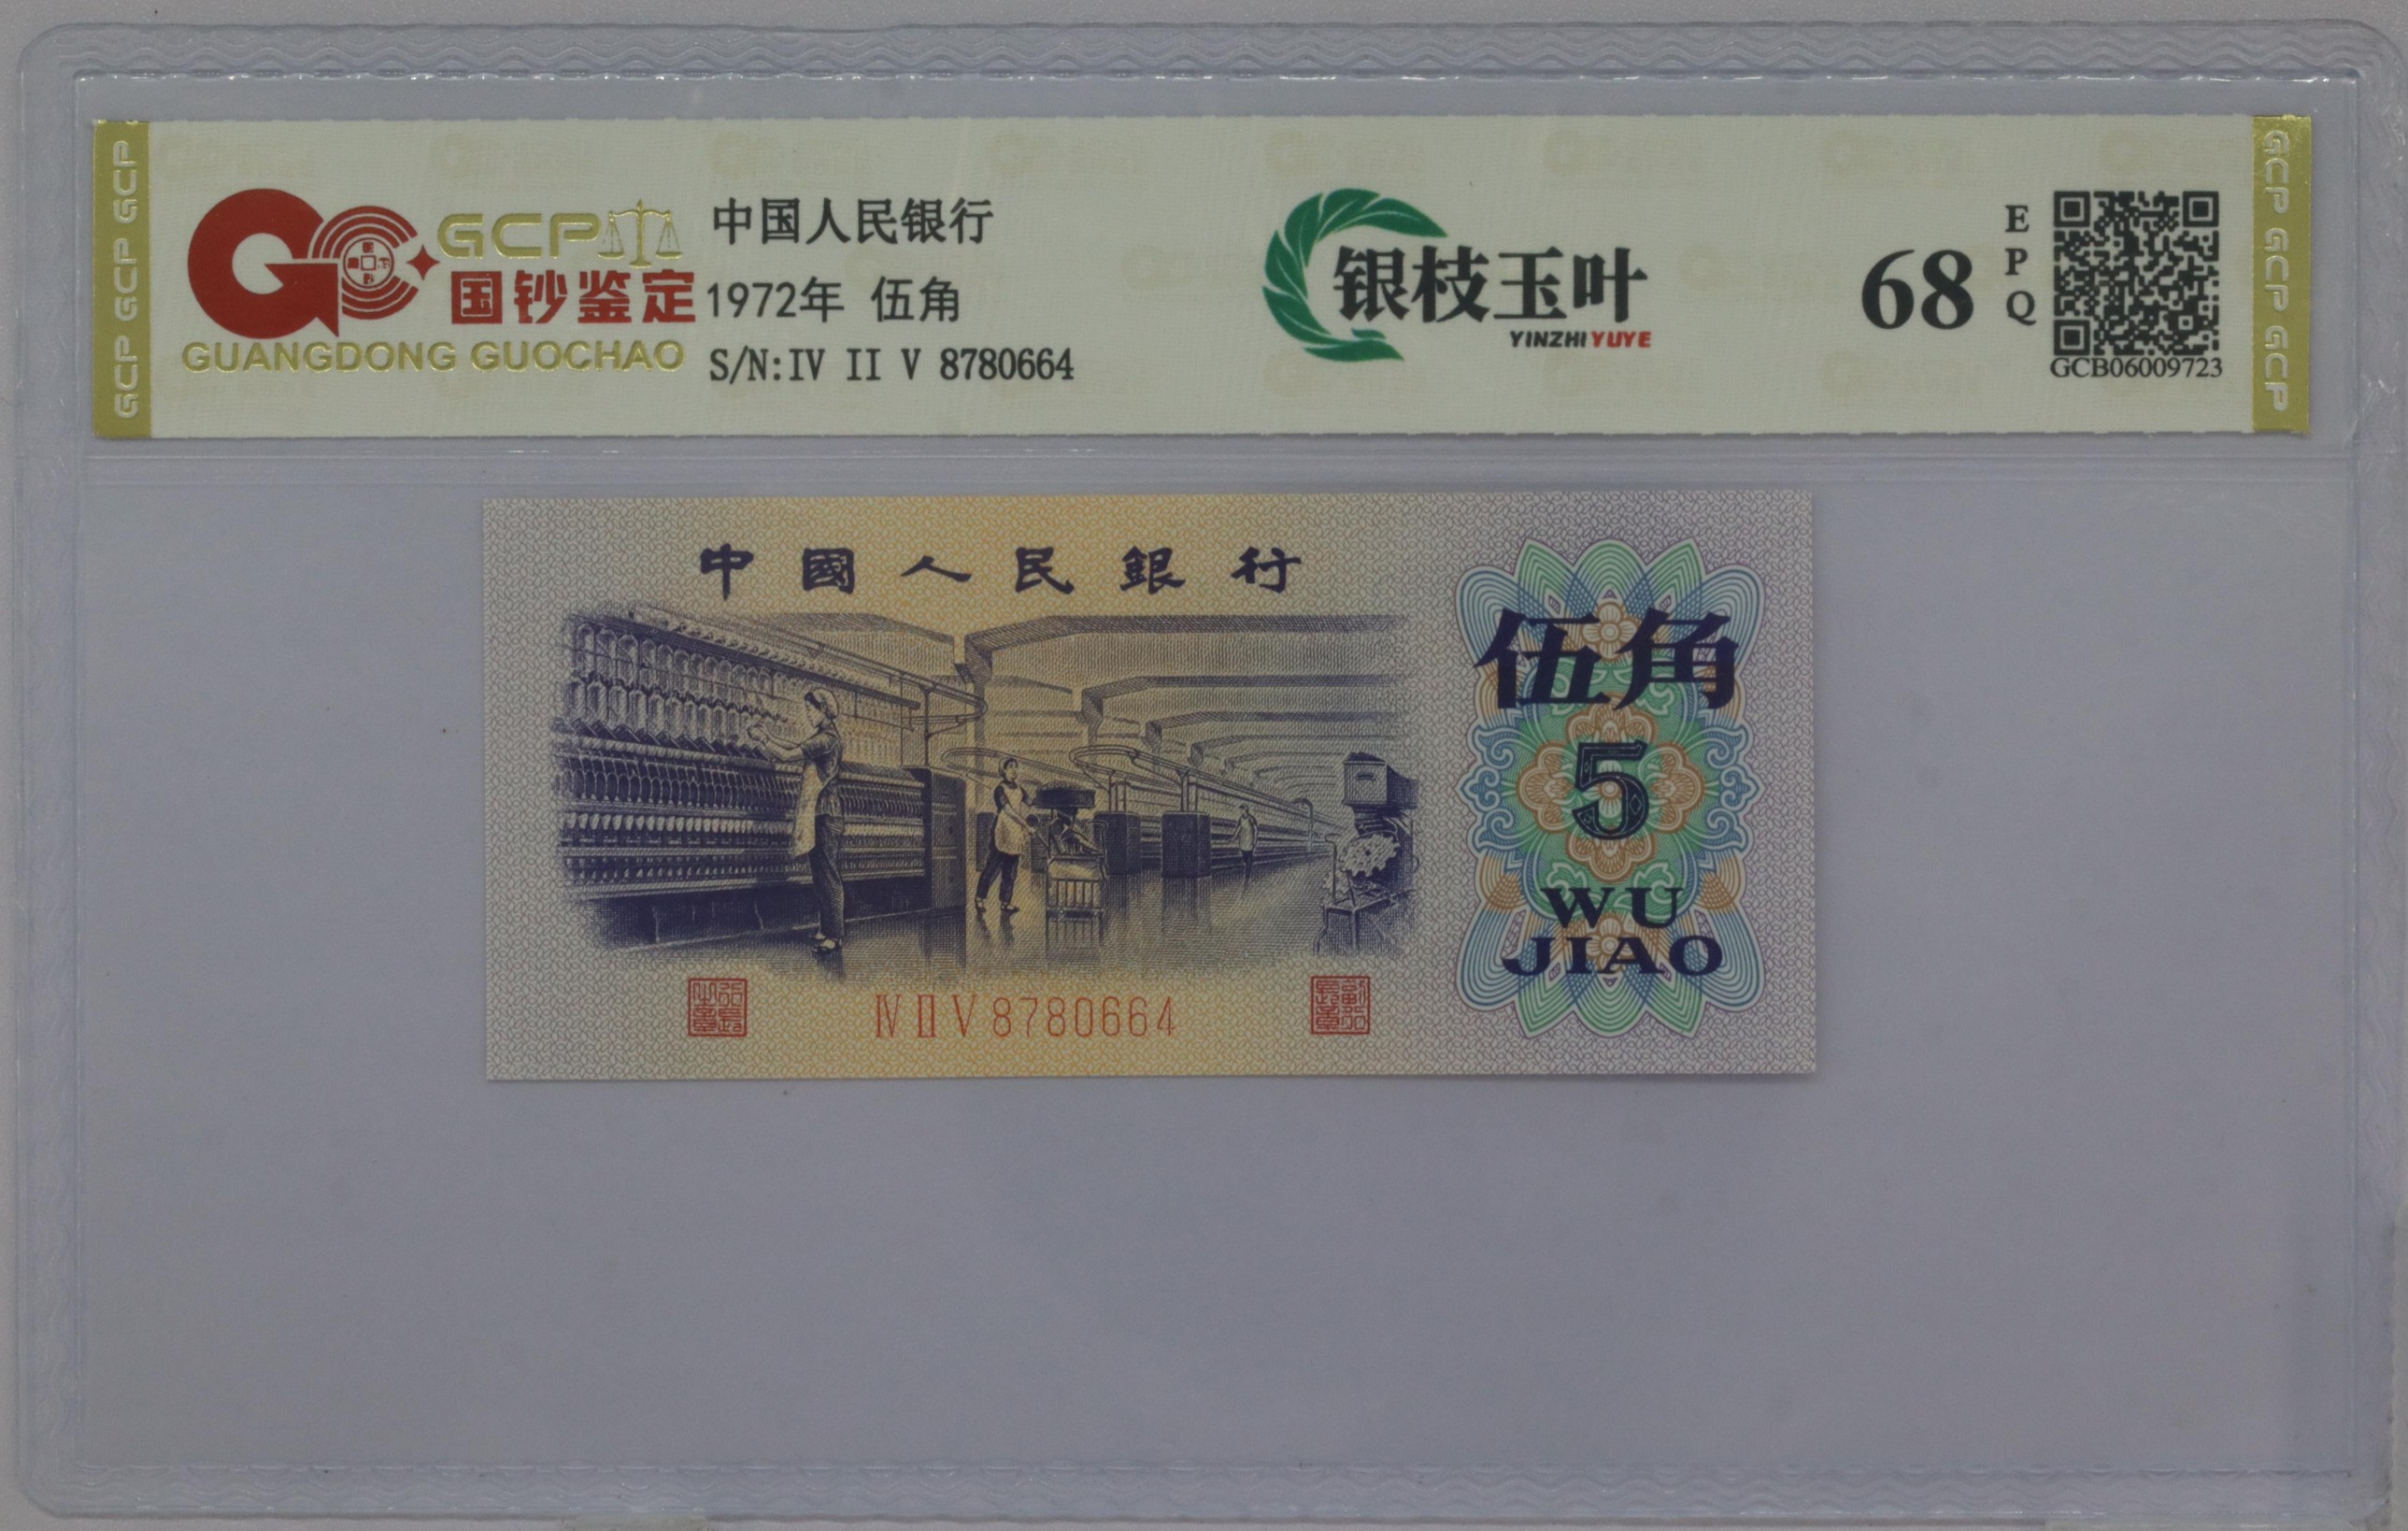 GCP GCP GCP
GCP
国钞鉴定
GUANGDONG GUOCHAO
中国人民银行
1972年 伍角
S/N:IV II V 8780664
银枝玉叶
YINZHIYUYE
68
EPQ
GCB06009723
GCP GCP GCP
中國人民銀行
伍角
5
WU
JIAO
Ⅳ Ⅱ Ⅴ 8780664